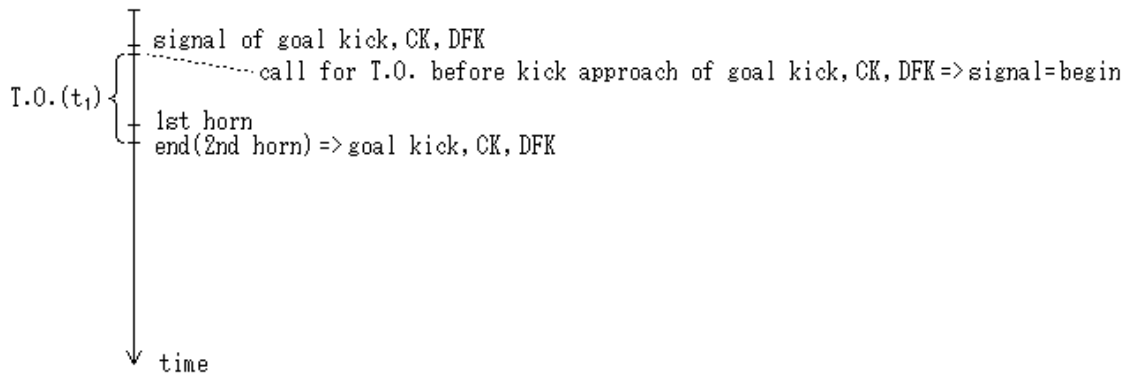 signal of goal kick, CK, DFK
call for T.O. before kick approach of goal kick, CK, DFK=>signal=begin
T.O.(t₁)
1st horn
end(2nd horn)=>goal kick, CK, DFK
time